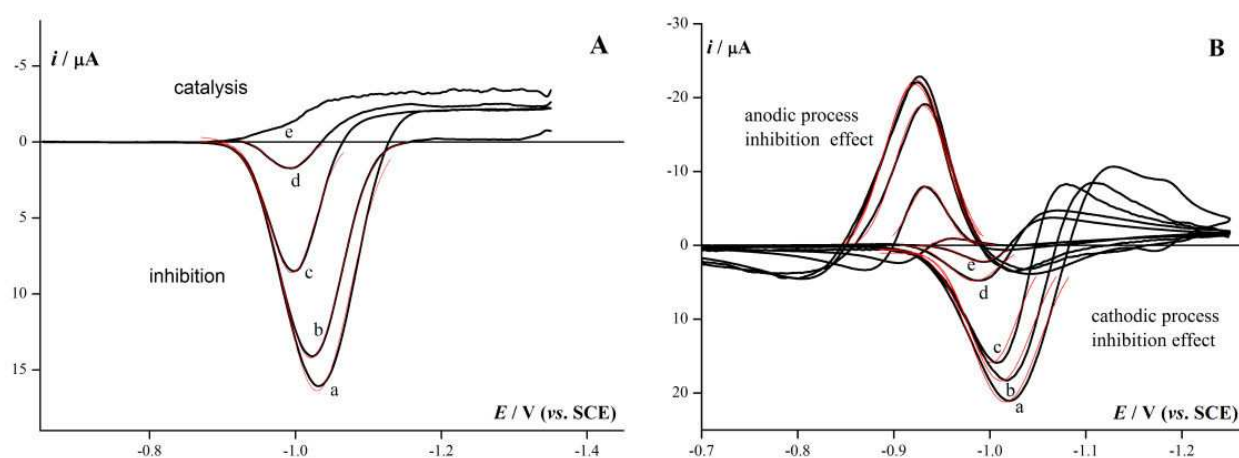 A
i / μA
catalysis
e
d
c
b
a
inhibition
-5
0
5
10
15
E / V (vs. SCE)
-0.8
-1.0
-1.2
-1.4
B
i / μA
anodic process
inhibition effect
e
d
c
b
a
cathodic process
inhibition effect
-30
-20
-10
0
10
20
E / V (vs. SCE)
-0.7
-0.8
-0.9
-1.0
-1.1
-1.2